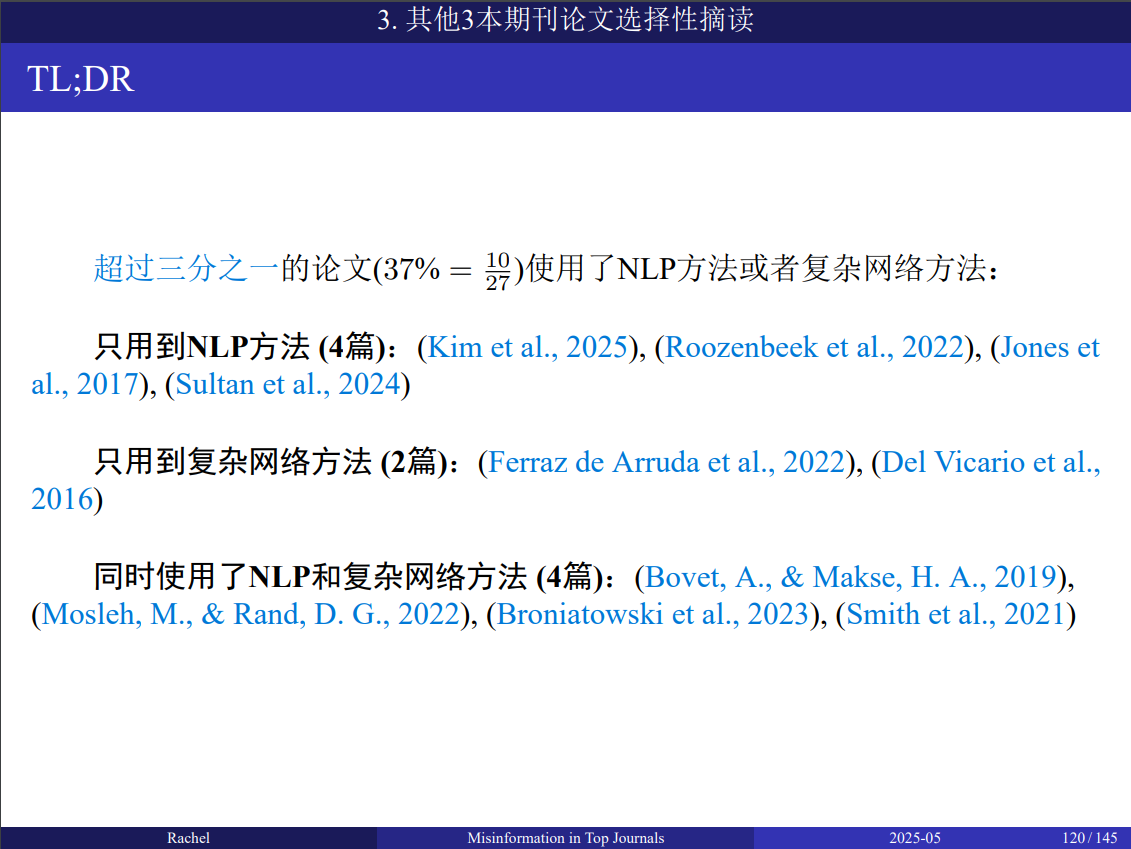 3. 其他3本期刊论文选择性摘读
TL;DR
超过三分之一的论文(37% = 10/27)使用了NLP方法或者复杂网络方法：
只用到NLP方法 (4篇)：(Kim et al., 2025), (Roozenbeek et al., 2022), (Jones et
al., 2017), (Sultan et al., 2024)
只用到复杂网络方法 (2篇)：(Ferraz de Arruda et al., 2022), (Del Vicario et al.,
2016)
同时使用了NLP和复杂网络方法 (4篇)：(Bovet, A., & Makse, H. A., 2019),
(Mosleh, M., & Rand, D. G., 2022), (Broniatowski et al., 2023), (Smith et al., 2021)
Rachel Misinformation in Top Journals 2025-05 120 / 145